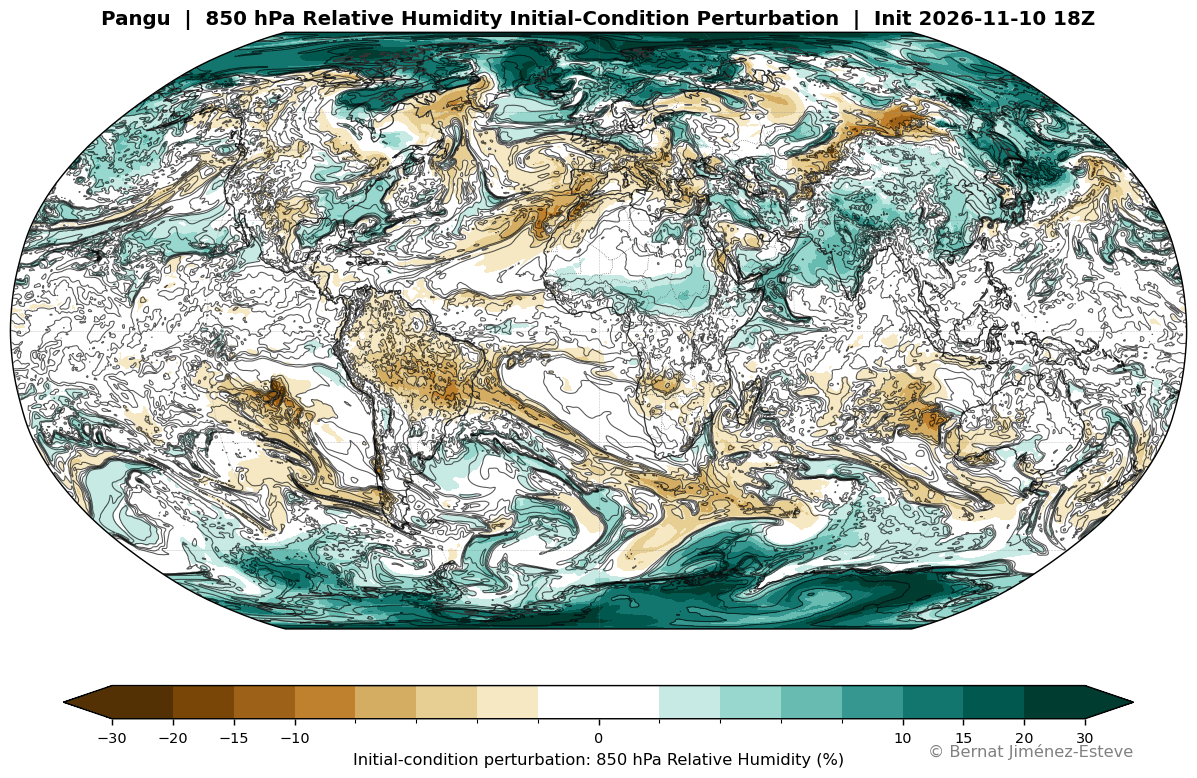 Pangu  |  850 hPa Relative Humidity Initial-Condition Perturbation  |  Init 2026-11-10 18Z
−30 −20 −15 −10 0 10 15 20 30
Initial-condition perturbation: 850 hPa Relative Humidity (%)
© Bernat Jiménez-Esteve